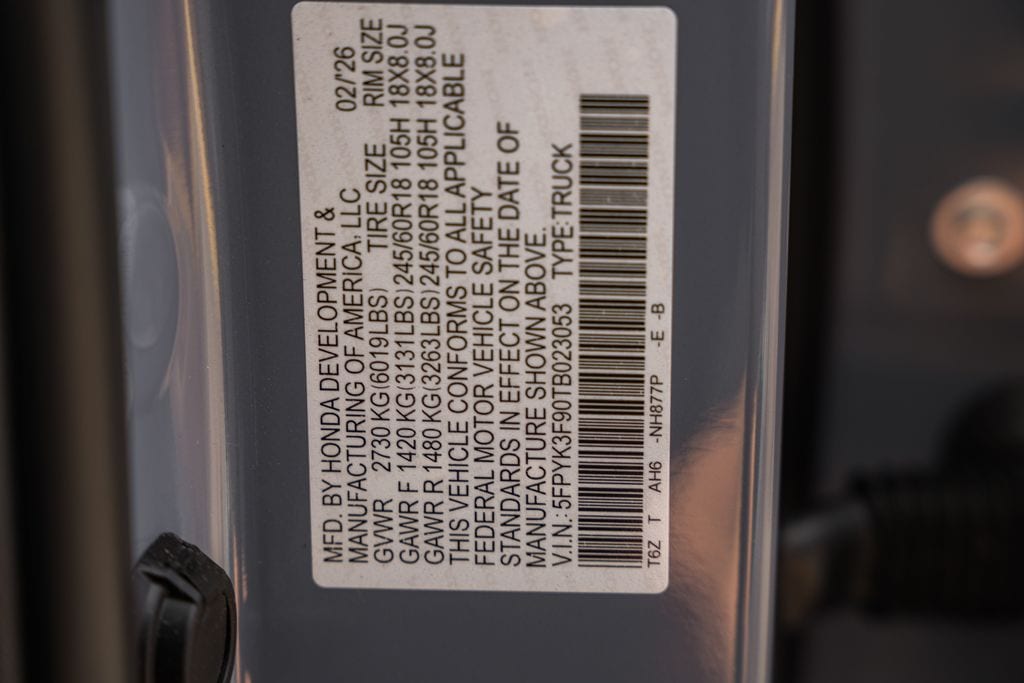 MFD. BY HONDA DEVELOPMENT &
MANUFACTURING OF AMERICA, LLC 02/'26
GVWR 2730 KG(6019LBS) TIRE SIZE RIM SIZE
GAWR F 1420 KG(3131LBS) 245/60R18 105H 18X8.0J
GAWR R 1480 KG(3263LBS) 245/60R18 105H 18X8.0J
THIS VEHICLE CONFORMS TO ALL APPLICABLE
FEDERAL MOTOR VEHICLE SAFETY
STANDARDS IN EFFECT ON THE DATE OF
MANUFACTURE SHOWN ABOVE.
V.I.N.: 5FPYK3F90TB023053 TYPE: TRUCK
T6Z T AH6 -NH877P -E -B